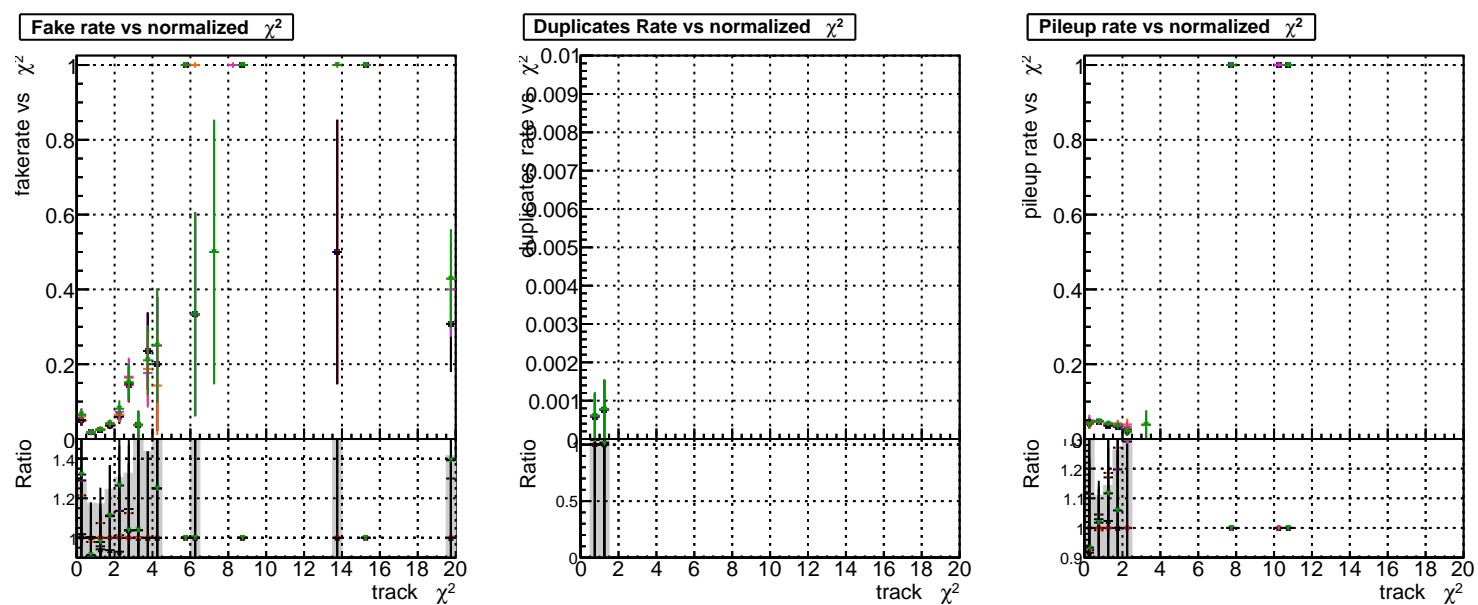 Fake rate vs normalized χ²
fakerate vs χ²
1
0.8
0.6
0.4
0.2
0
Ratio
1.4
1.2
1
0 2 4 6 8 10 12 14 16 18 20
track χ²
Duplicates Rate vs normalized χ²
duplicates rate vs χ²
0.01
0.009
0.008
0.007
0.006
0.005
0.004
0.003
0.002
0.001
0
Ratio
1
0.5
0
0 2 4 6 8 10 12 14 16 18 20
track χ²
Pileup rate vs normalized χ²
pileup rate vs χ²
1
0.8
0.6
0.4
0.2
0
Ratio
1.2
1.1
1
0.9
0 2 4 6 8 10 12 14 16 18 20
track χ²